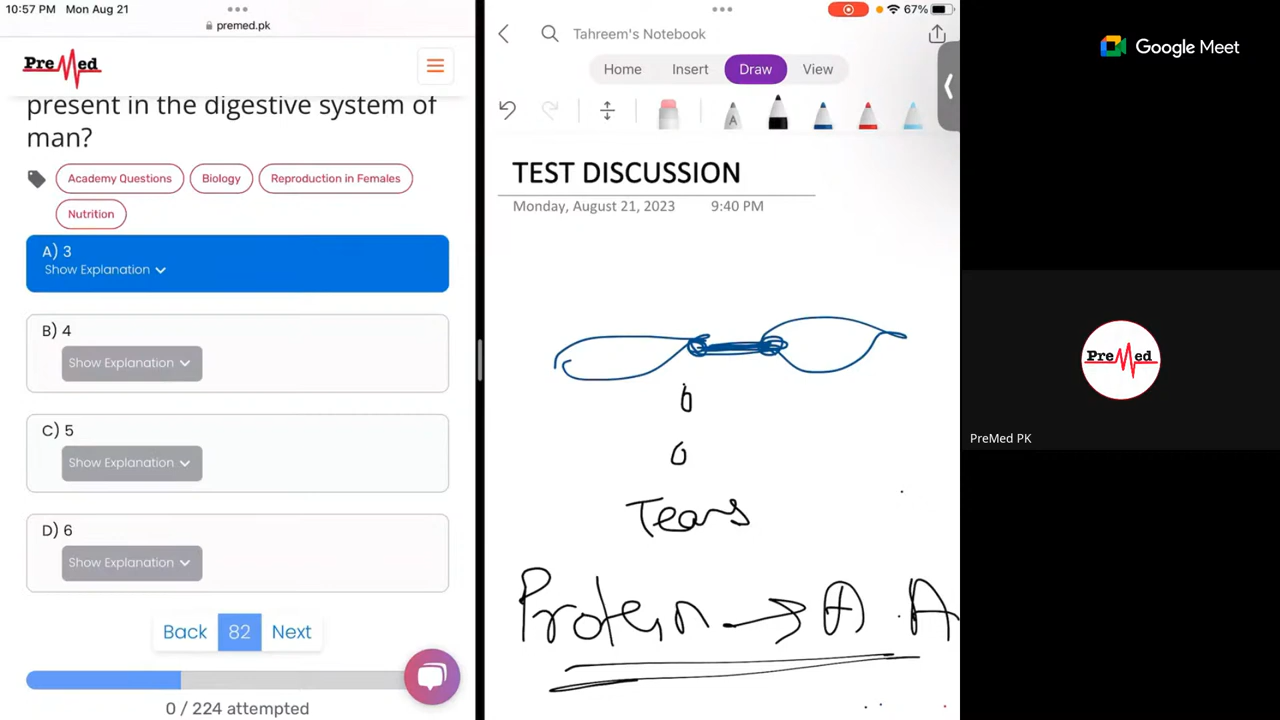 10:57 PM Mon Aug 21
premed.pk
PreMed
present in the digestive system of
man?
Academy Questions
Biology
Reproduction in Females
Nutrition
A) 3
Show Explanation
B) 4
Show Explanation
C) 5
Show Explanation
D) 6
Show Explanation
Back 82 Next
0 / 224 attempted
67%
Tahreem's Notebook
Home Insert Draw View
A
TEST DISCUSSION
Monday, August 21, 2023 9:40 PM
Tears
Protein → A.A
Google Meet
PreMed
PreMed PK